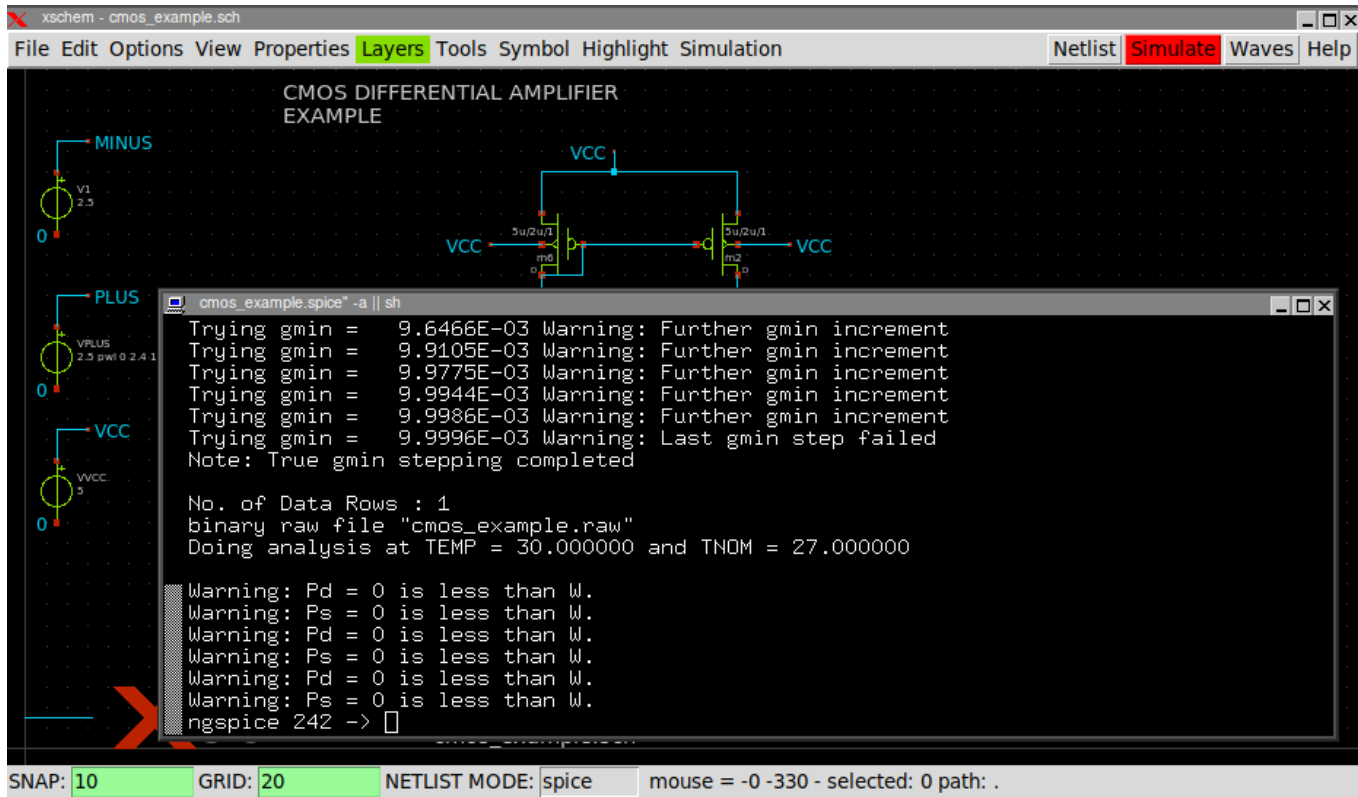 xschem - cmos_example.sch
File Edit Options View Properties Layers Tools Symbol Highlight Simulation Netlist Simulate Waves Help
CMOS DIFFERENTIAL AMPLIFIER
EXAMPLE
MINUS
V1
2.5
0
VCC
5u/2u/1
5u/2u/1
VCC
VCC
m6
m2
D
D
PLUS
VPLUS
2.5 pwl 0 2.4 1
0
VCC
VVCC
5
0
cmos_example.spice" -a || sh
Trying gmin = 9.6466E-03 Warning: Further gmin increment
Trying gmin = 9.9105E-03 Warning: Further gmin increment
Trying gmin = 9.9775E-03 Warning: Further gmin increment
Trying gmin = 9.9944E-03 Warning: Further gmin increment
Trying gmin = 9.9986E-03 Warning: Further gmin increment
Trying gmin = 9.9996E-03 Warning: Last gmin step failed
Note: True gmin stepping completed
No. of Data Rows : 1
binary raw file "cmos_example.raw"
Doing analysis at TEMP = 30.000000 and TNOM = 27.000000
Warning: Pd = 0 is less than W.
Warning: Ps = 0 is less than W.
Warning: Pd = 0 is less than W.
Warning: Ps = 0 is less than W.
Warning: Pd = 0 is less than W.
Warning: Ps = 0 is less than W.
ngspice 242 ->
SNAP: 10 GRID: 20 NETLIST MODE: spice mouse = -0 -330 - selected: 0 path: .